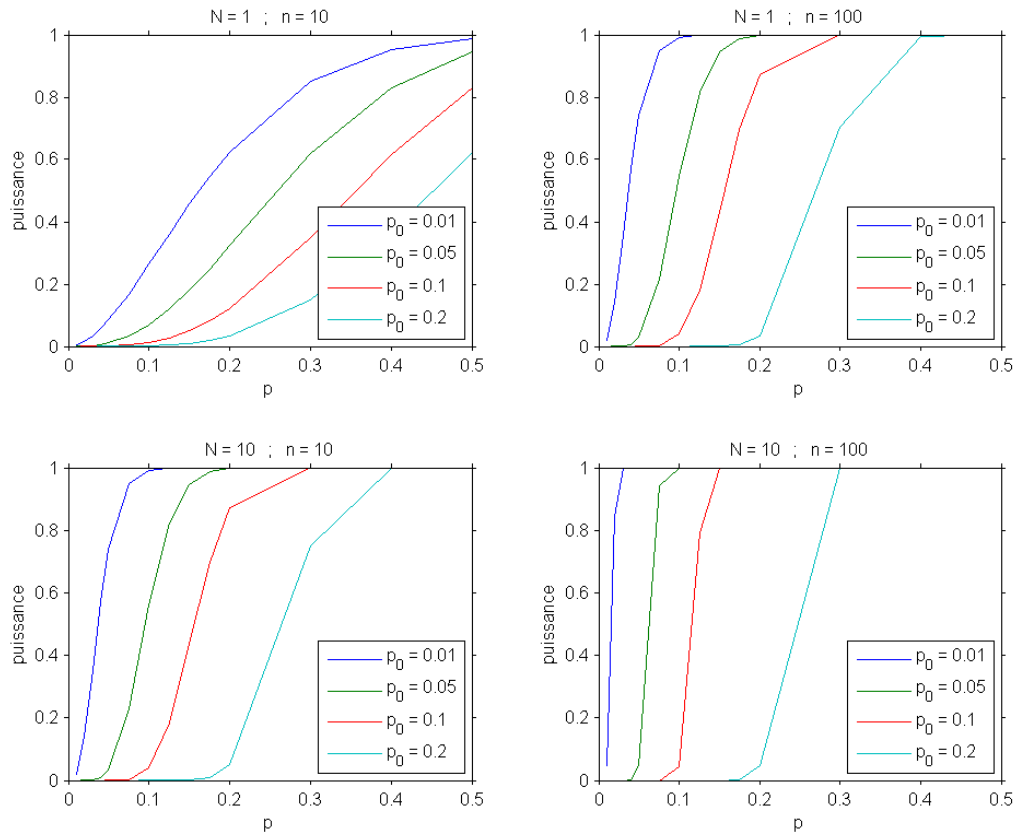 N = 1 ; n = 10
puissance
1
0.8
0.6
0.4
0.2
0
0 0.1 0.2 0.3 0.4 0.5
p
p0 = 0.01
p0 = 0.05
p0 = 0.1
p0 = 0.2
N = 1 ; n = 100
puissance
1
0.8
0.6
0.4
0.2
0
0 0.1 0.2 0.3 0.4 0.5
p
p0 = 0.01
p0 = 0.05
p0 = 0.1
p0 = 0.2
N = 10 ; n = 10
puissance
1
0.8
0.6
0.4
0.2
0
0 0.1 0.2 0.3 0.4 0.5
p
p0 = 0.01
p0 = 0.05
p0 = 0.1
p0 = 0.2
N = 10 ; n = 100
puissance
1
0.8
0.6
0.4
0.2
0
0 0.1 0.2 0.3 0.4 0.5
p
p0 = 0.01
p0 = 0.05
p0 = 0.1
p0 = 0.2